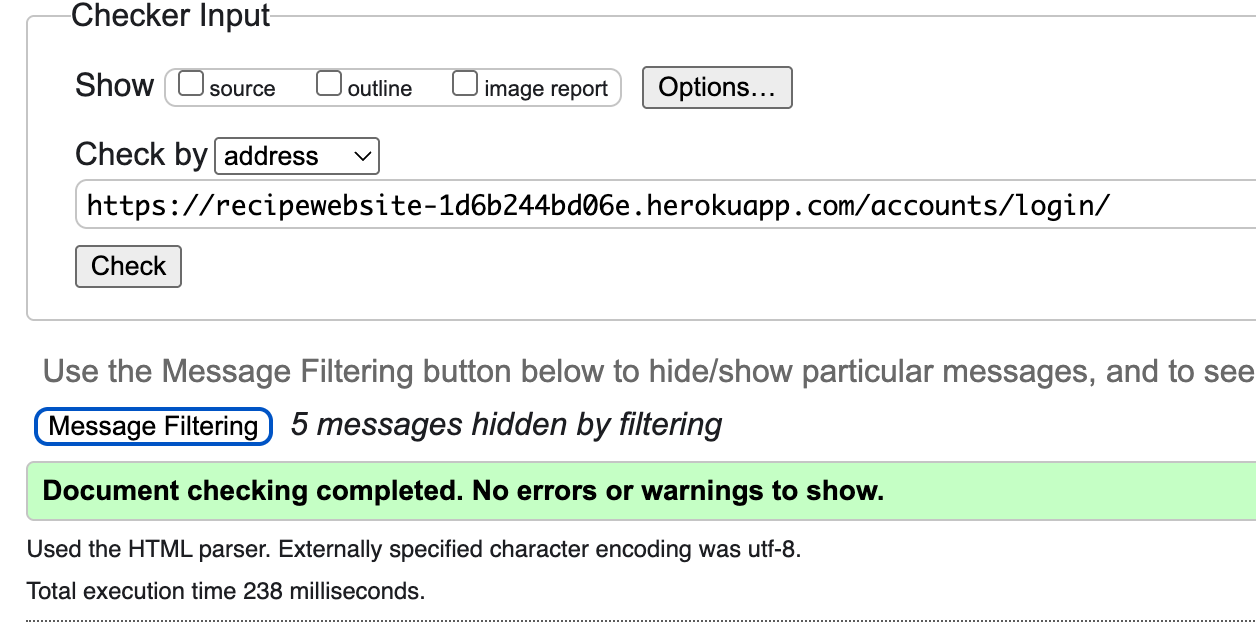 Checker Input
Show source outline image report Options…
Check by address
https://recipewebsite-1d6b244bd06e.herokuapp.com/accounts/login/
Check
Use the Message Filtering button below to hide/show particular messages, and to see
Message Filtering 5 messages hidden by filtering
Document checking completed. No errors or warnings to show.
Used the HTML parser. Externally specified character encoding was utf-8.
Total execution time 238 milliseconds.